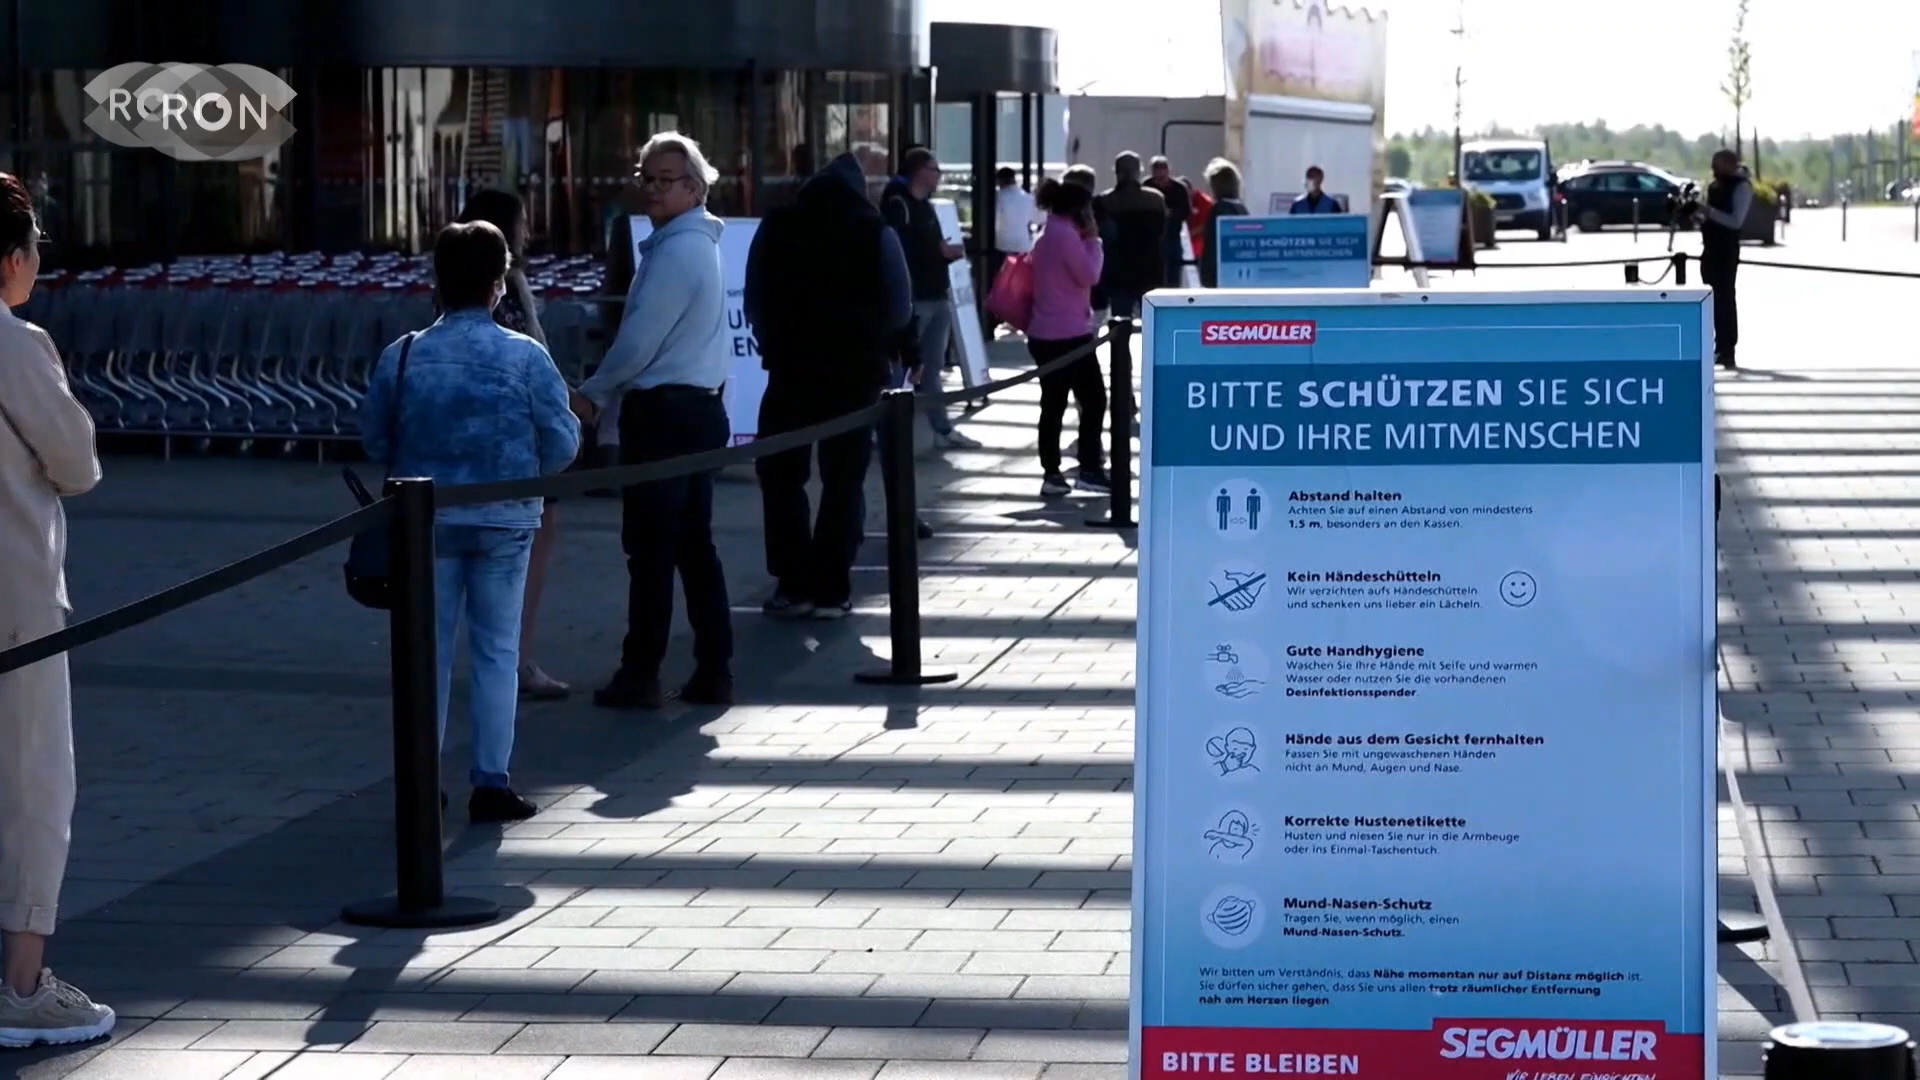 RON
SEGMÜLLER
BITTE SCHÜTZEN SIE SICH
UND IHRE MITMENSCHEN
BITTE SCHÜTZEN SIE SICH
UND IHRE MITMENSCHEN
Abstand halten
Achten Sie auf einen Abstand von mindestens
1,5 m, besonders an den Kassen.
Kein Händeschütteln
Wir verzichten aufs Händeschütteln
und schenken uns lieber ein Lächeln.
Gute Handhygiene
Waschen Sie Ihre Hände mit Seife und warmen
Wasser oder nutzen Sie die vorhandenen
Desinfektionsspender.
Hände aus dem Gesicht fernhalten
Fassen Sie mit ungewaschenen Händen
nicht an Mund, Augen und Nase.
Korrekte Hustenetikette
Husten und niesen Sie nur in die Armbeuge
oder ins Einmal-Taschentuch.
Mund-Nasen-Schutz
Tragen Sie, wenn möglich, einen
Mund-Nasen-Schutz.
Wir bitten um Verständnis, dass Nähe momentan nur auf Distanz möglich ist.
Sie dürfen sicher gehen, dass Sie uns allen trotz räumlicher Entfernung
nah am Herzen liegen
BITTE BLEIBEN
SEGMÜLLER
WIR LEBEN EINRICHTEN